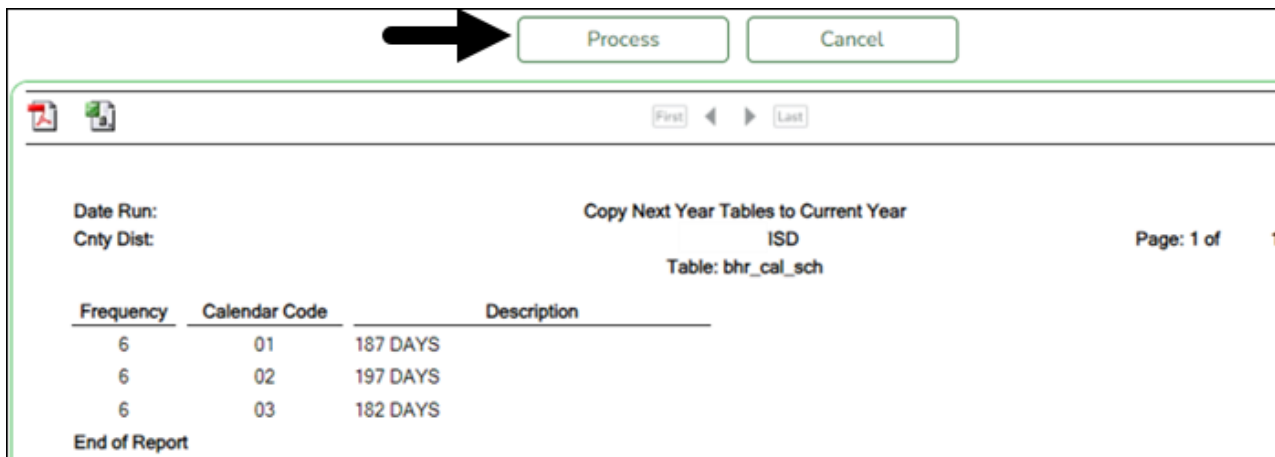 Process Cancel
First Last
Date Run: Copy Next Year Tables to Current Year
Cnty Dist: ISD Page: 1 of 1
Table: bhr_cal_sch
Frequency Calendar Code Description
6 01 187 DAYS
6 02 197 DAYS
6 03 182 DAYS
End of Report